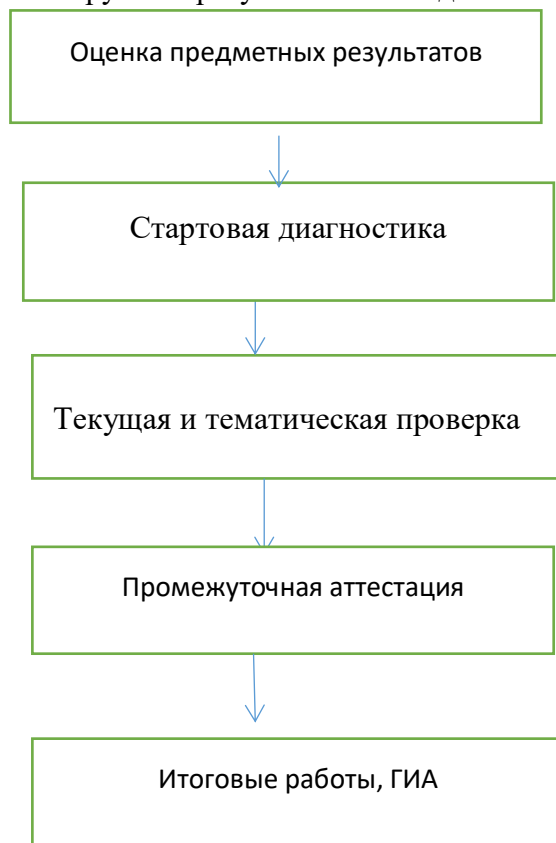 Оценка предметных результатов
Стартовая диагностика
Текущая и тематическая проверка
Промежуточная аттестация
Итоговые работы, ГИА